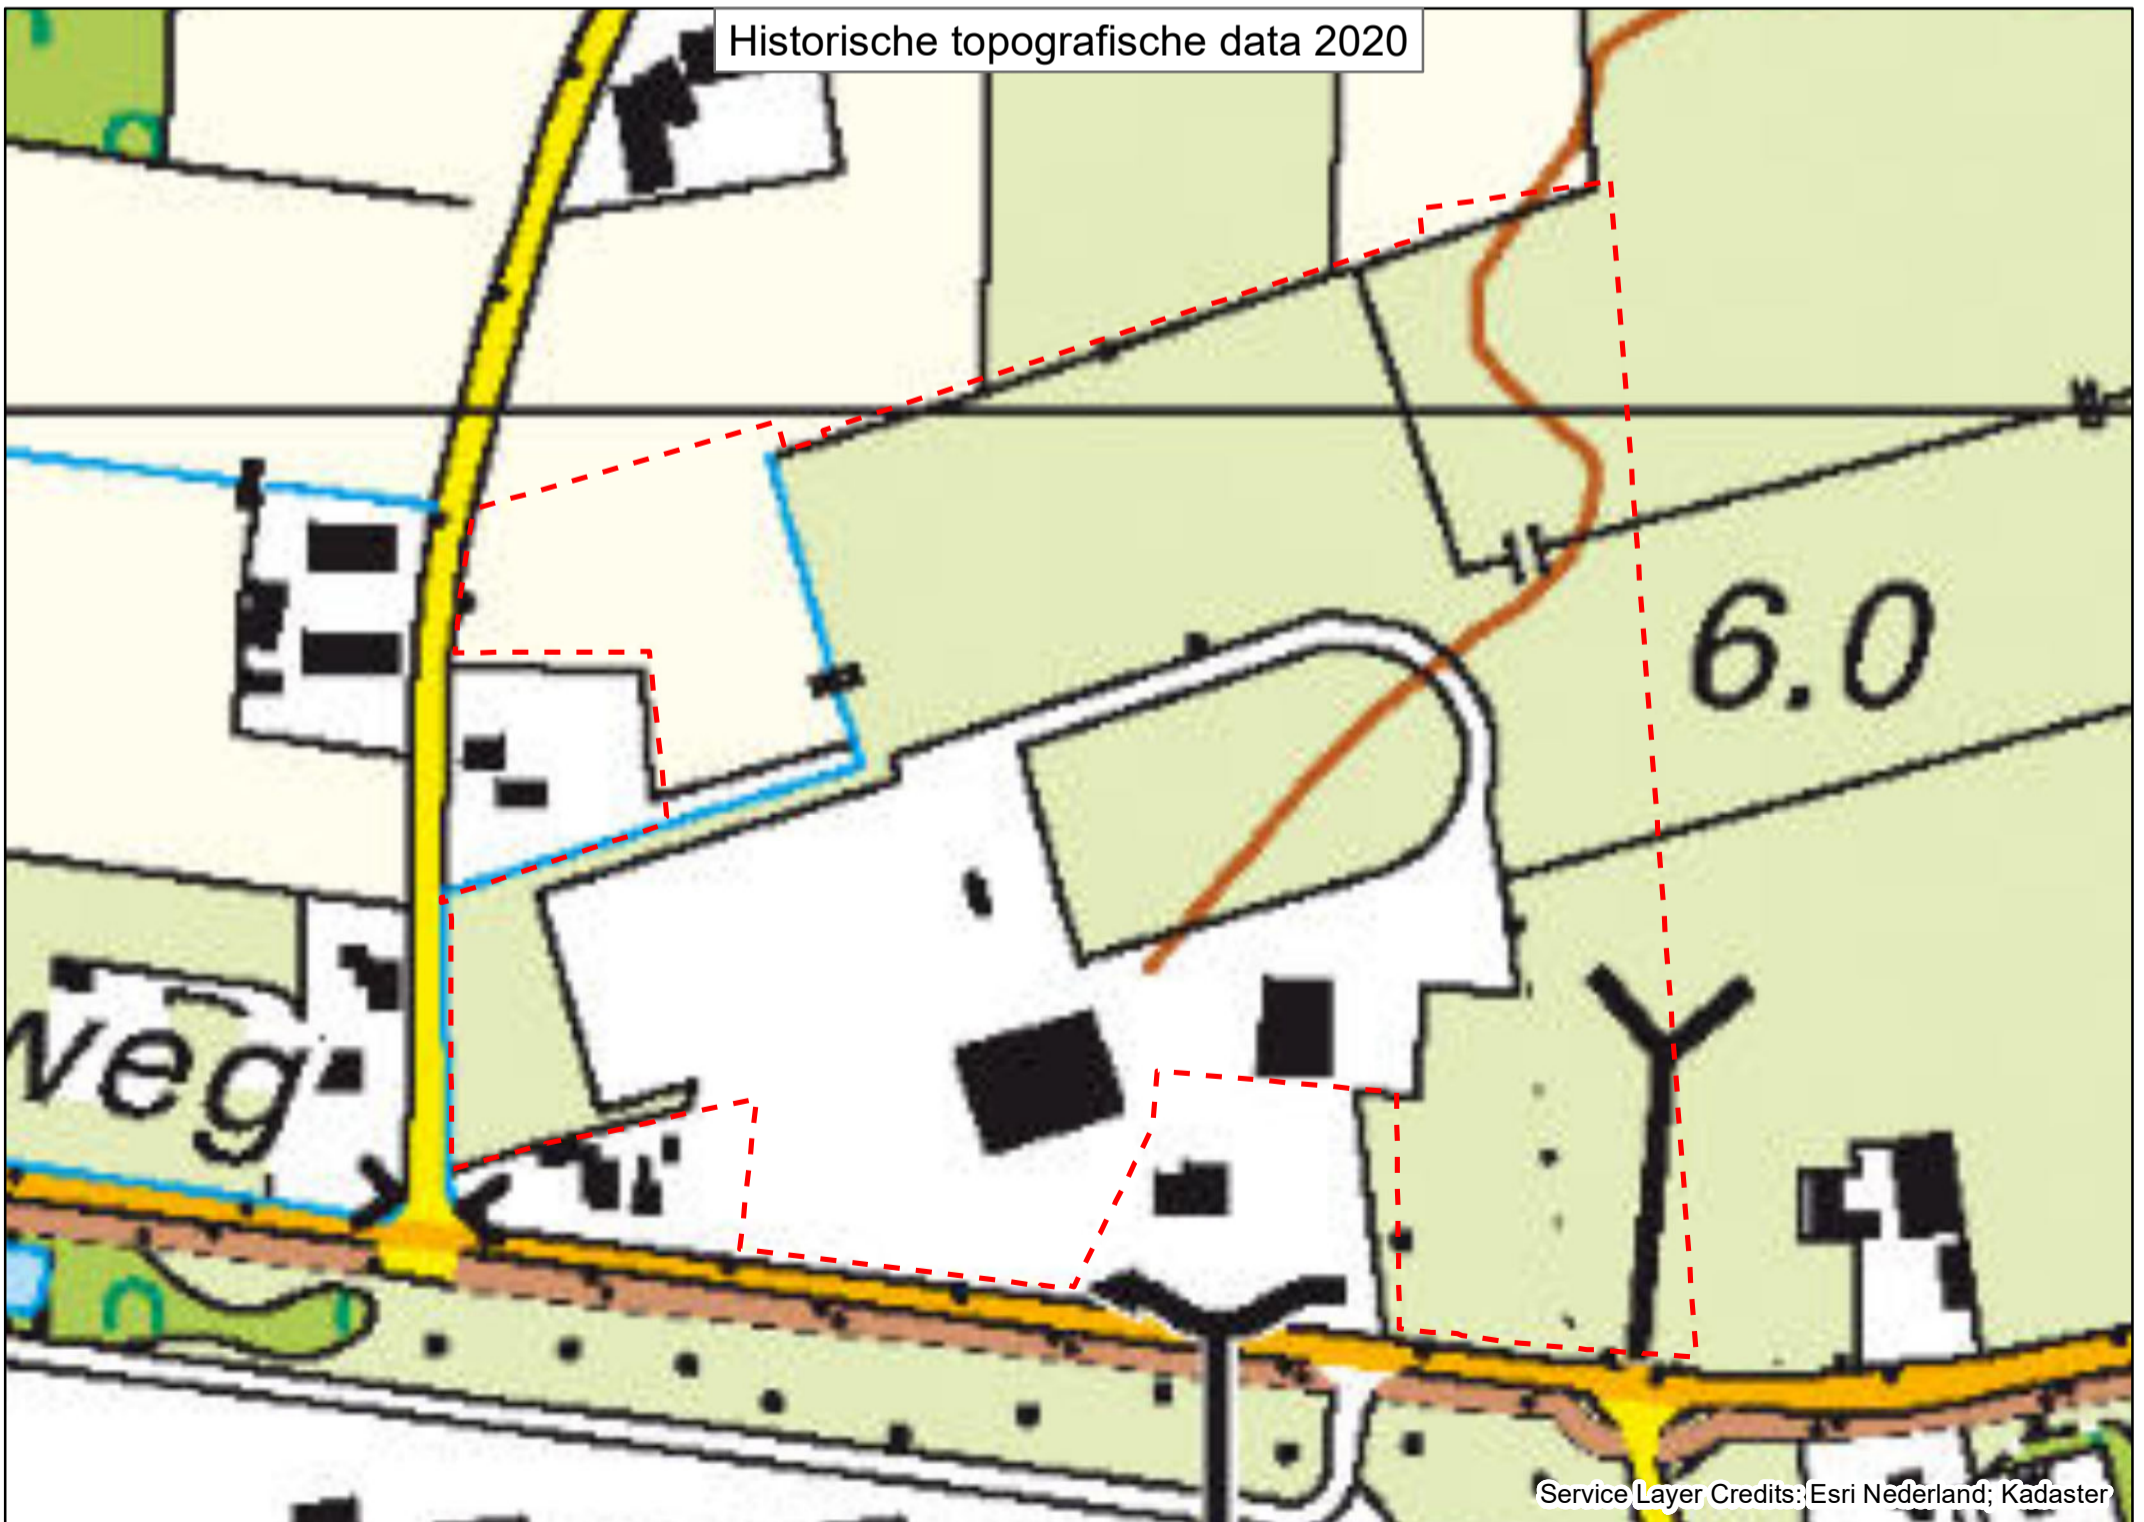 Historische topografische data 2020
6.0
weg
Service Layer Credits: Esri Nederland; Kadaster